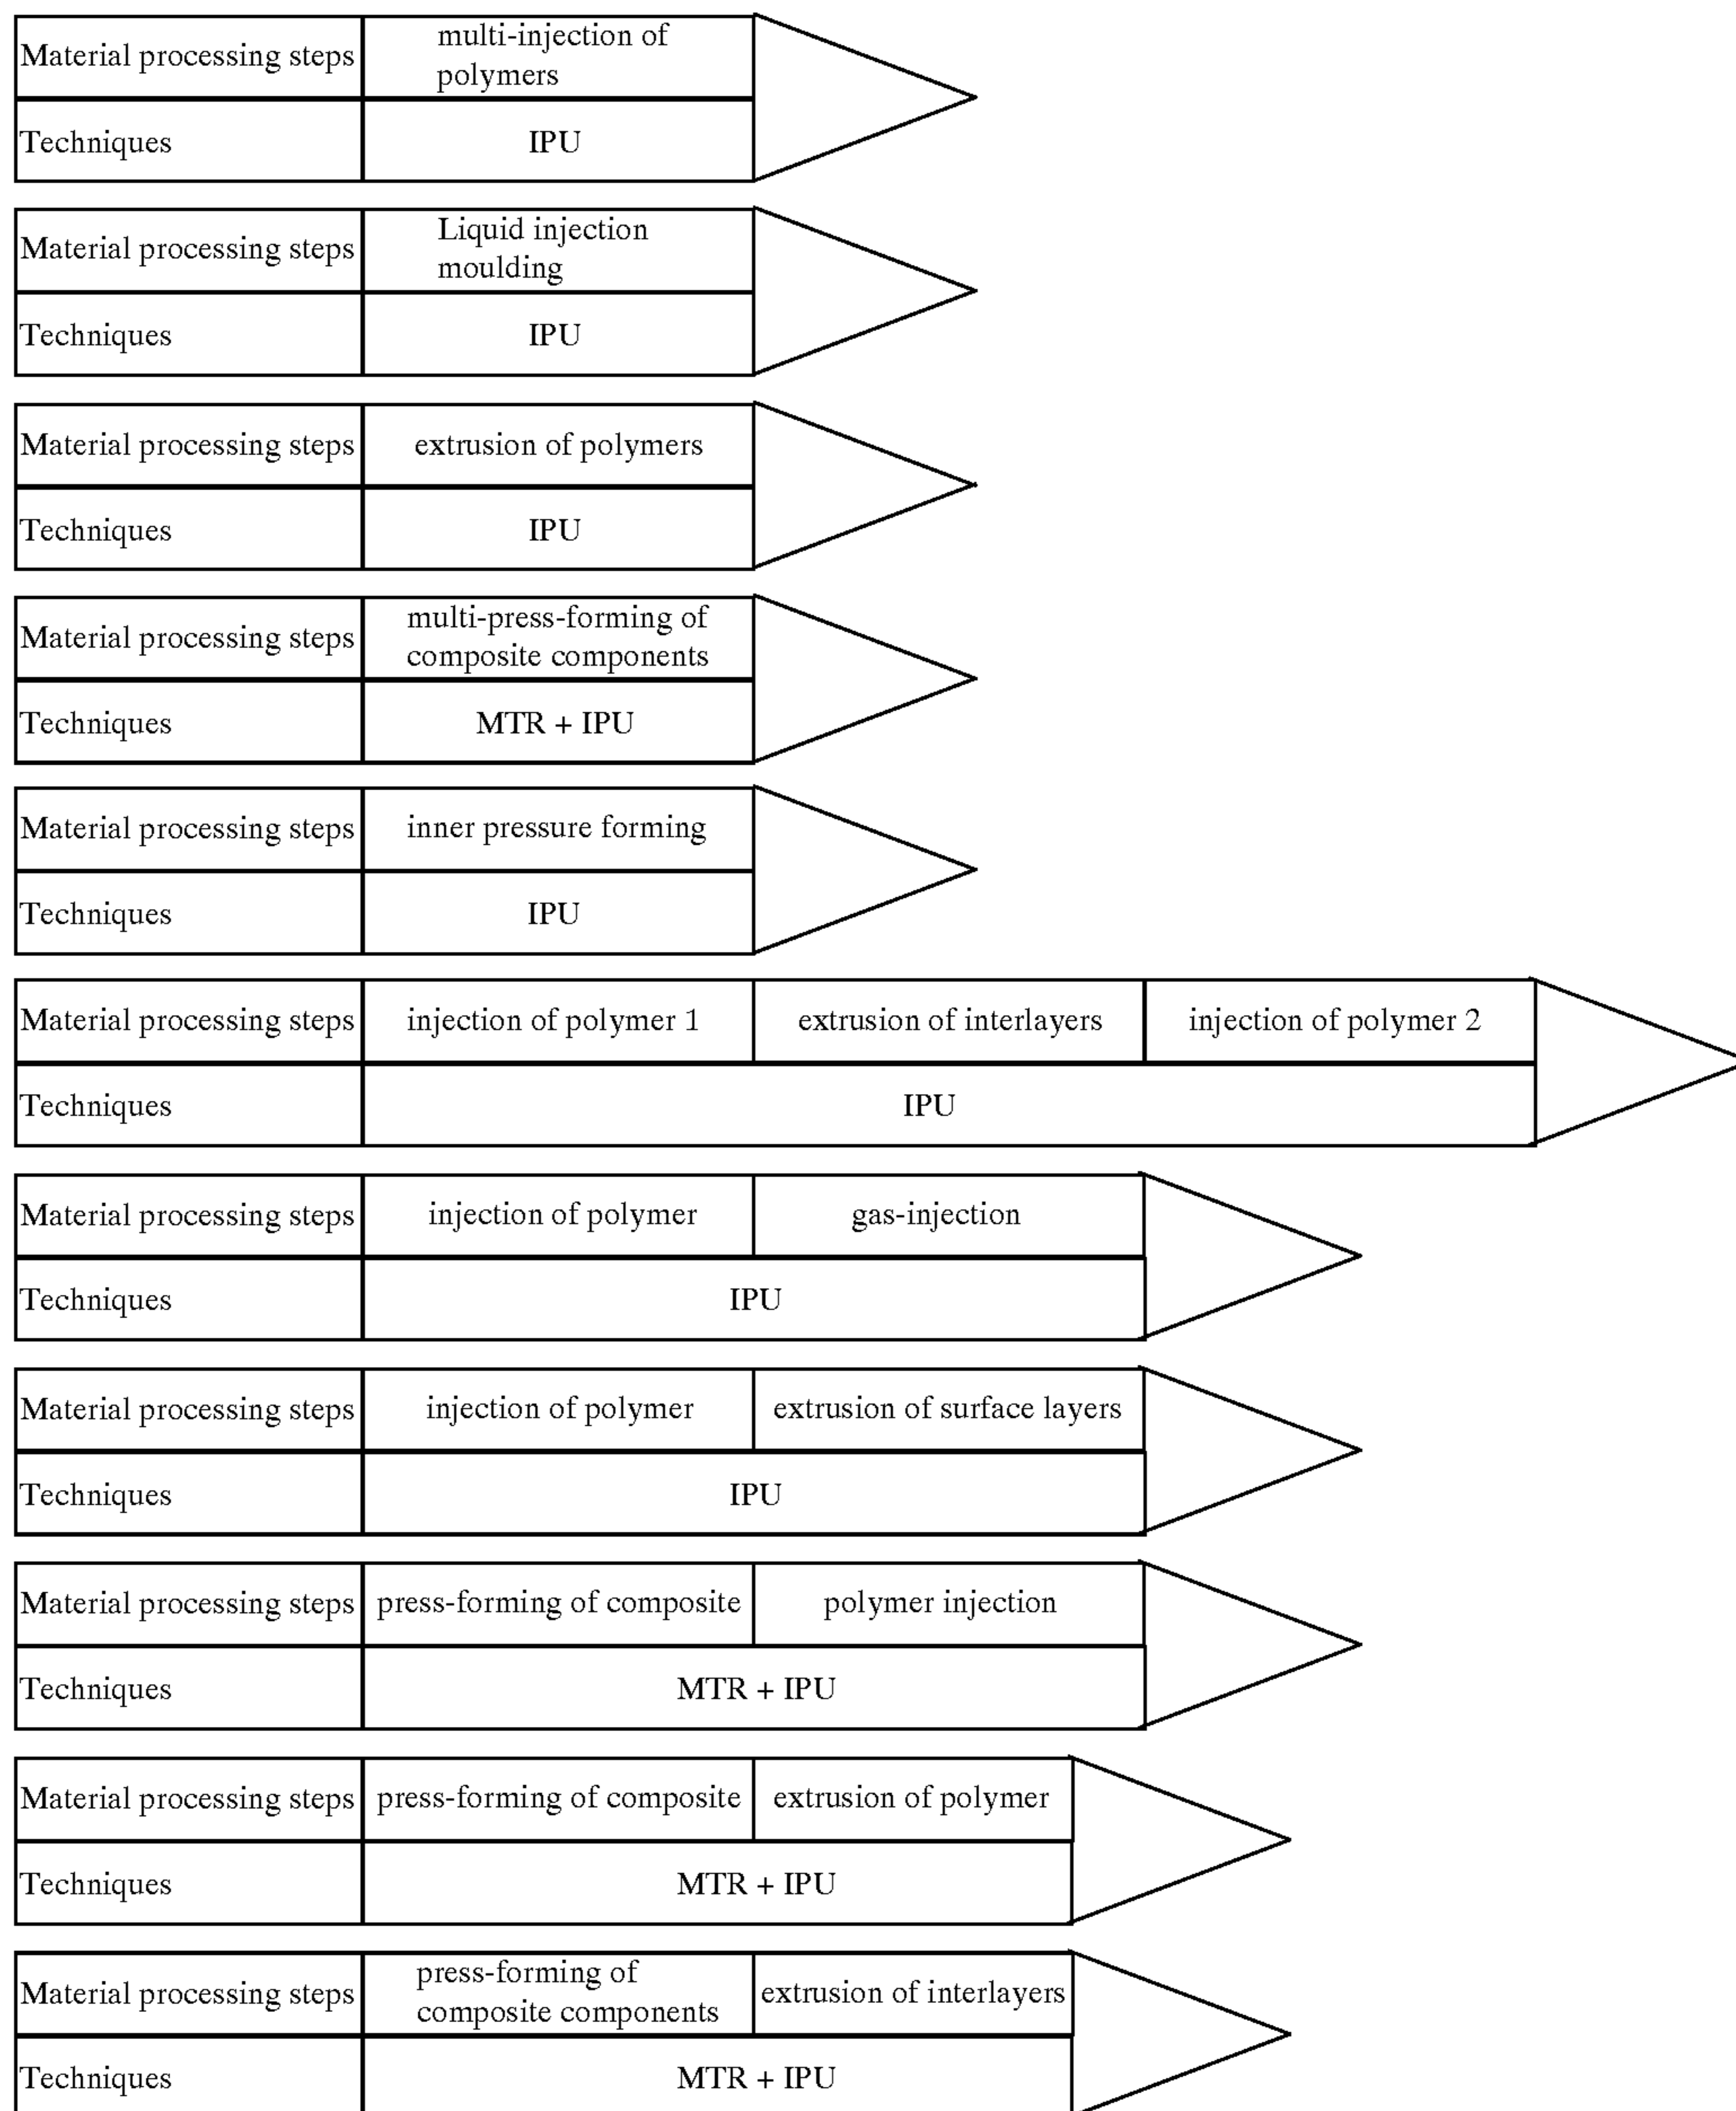 Material processing steps
multi-injection of
polymers
Techniques
IPU
Material processing steps
Liquid injection
moulding
Techniques
IPU
Material processing steps
extrusion of polymers
Techniques
IPU
Material processing steps
multi-press-forming of
composite components
Techniques
MTR + IPU
Material processing steps
inner pressure forming
Techniques
IPU
Material processing steps
injection of polymer 1
extrusion of interlayers
injection of polymer 2
Techniques
IPU
Material processing steps
injection of polymer
gas-injection
Techniques
IPU
Material processing steps
injection of polymer
extrusion of surface layers
Techniques
IPU
Material processing steps
press-forming of composite
polymer injection
Techniques
MTR + IPU
Material processing steps
press-forming of composite
extrusion of polymer
Techniques
MTR + IPU
Material processing steps
press-forming of
composite components
extrusion of interlayers
Techniques
MTR + IPU